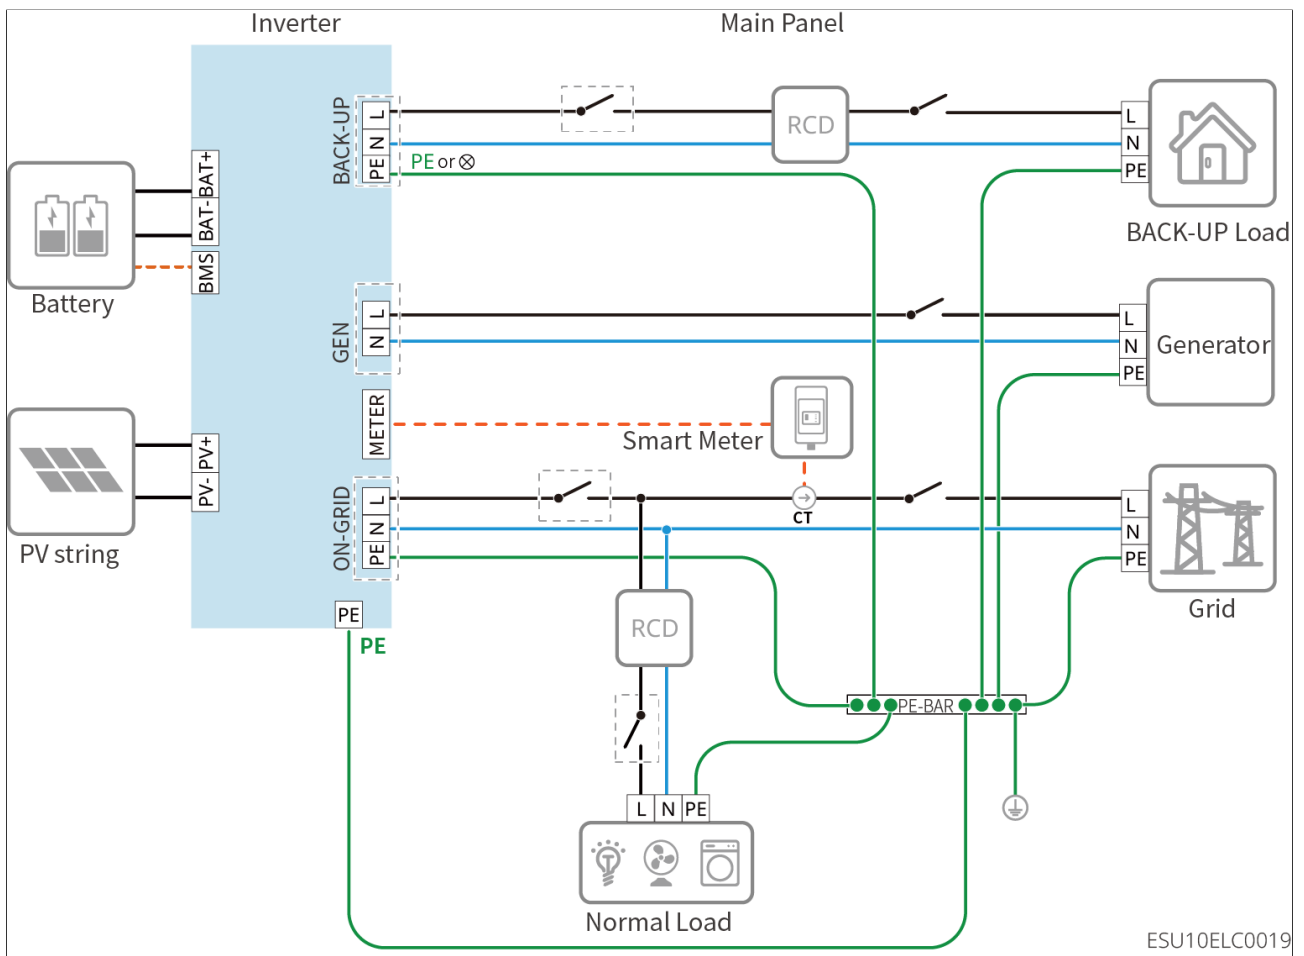 Inverter
Main Panel
BACK-UP
L
N
PE
PE or ⊗
RCD
L
N
PE
BACK-UP Load
BAT+
BAT-
BMS
Battery
GEN
L
N
L
N
PE
Generator
METER
Smart Meter
PV+
PV-
PV string
ON-GRID
L
N
PE
CT
L
N
PE
Grid
PE
PE
RCD
PE-BAR
L
N
PE
Normal Load
ESU10ELC0019